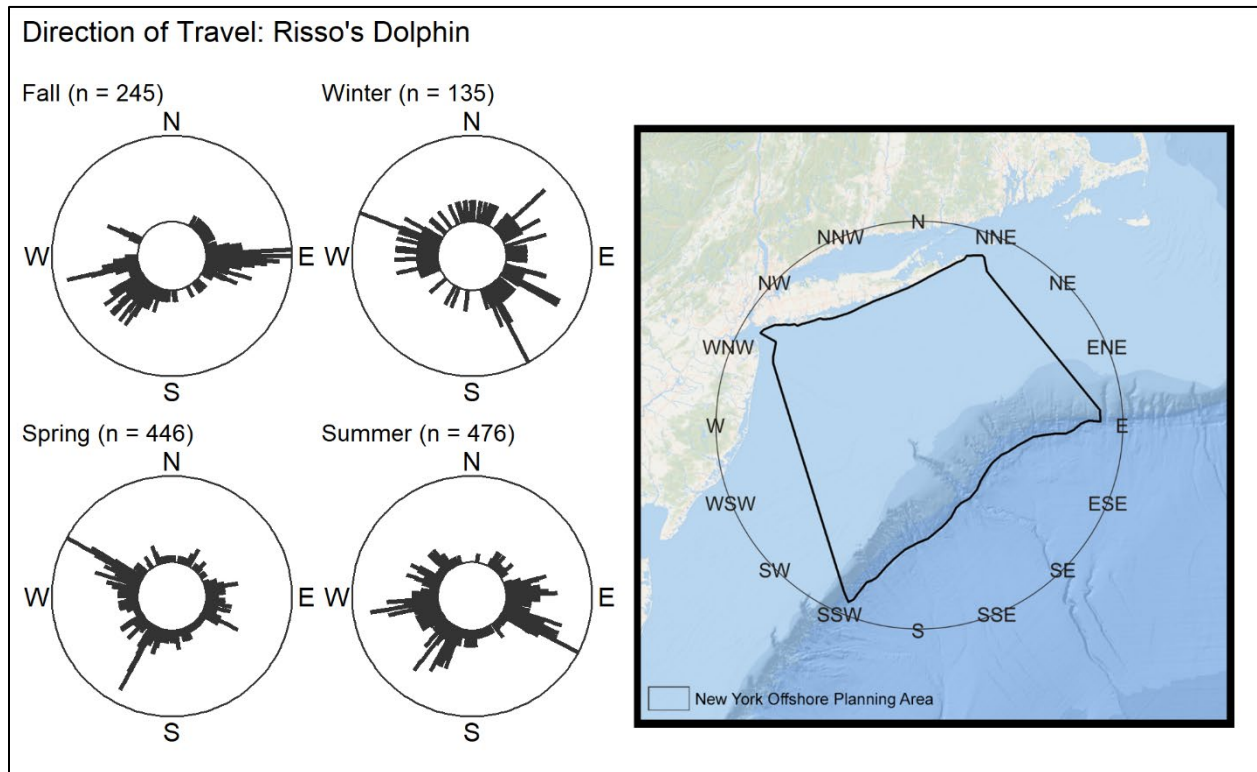 Direction of Travel: Risso's Dolphin
Fall (n = 245)
N
W
E
S
Winter (n = 135)
N
W
E
S
Spring (n = 446)
N
W
E
S
Summer (n = 476)
N
W
E
S
N
NNW
NNE
NW
NE
WNW
ENE
W
E
WSW
ESE
SW
SE
SSW
SSE
S
New York Offshore Planning Area